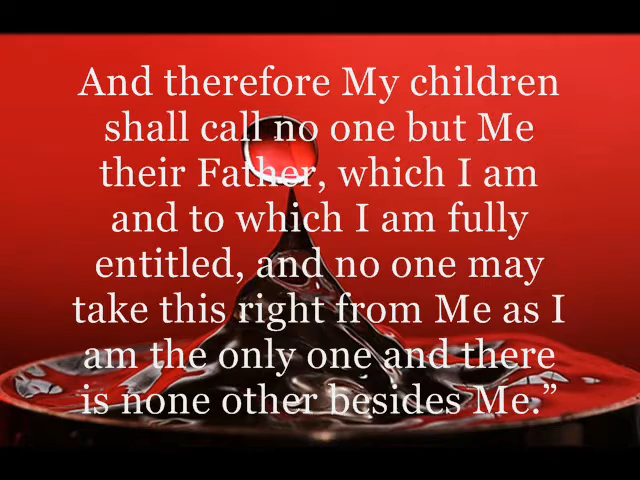 And therefore My children
shall call no one but Me
their Father, which I am
and to which I am fully
entitled, and no one may
take this right from Me as I
am the only one and there
is none other besides Me.”